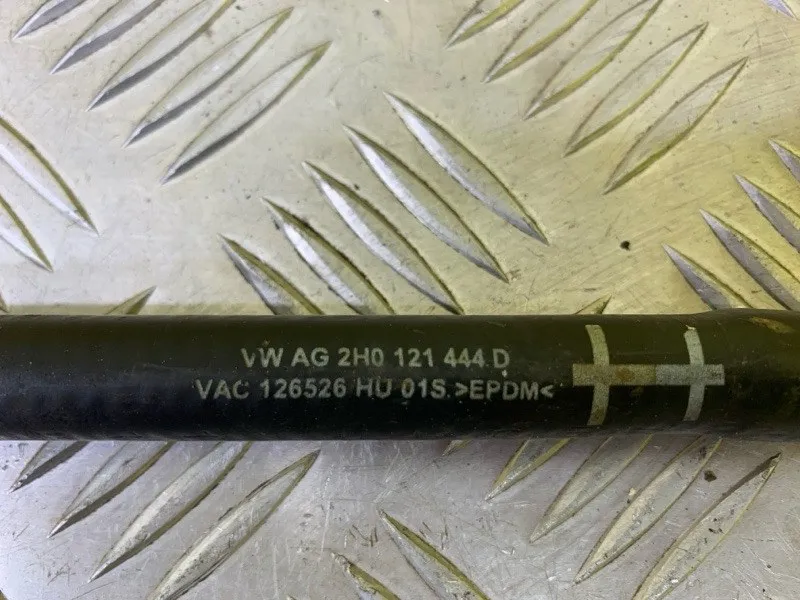 VW AG 2H0 121 444 D
VAC 126526 HU 01S >EPDM<